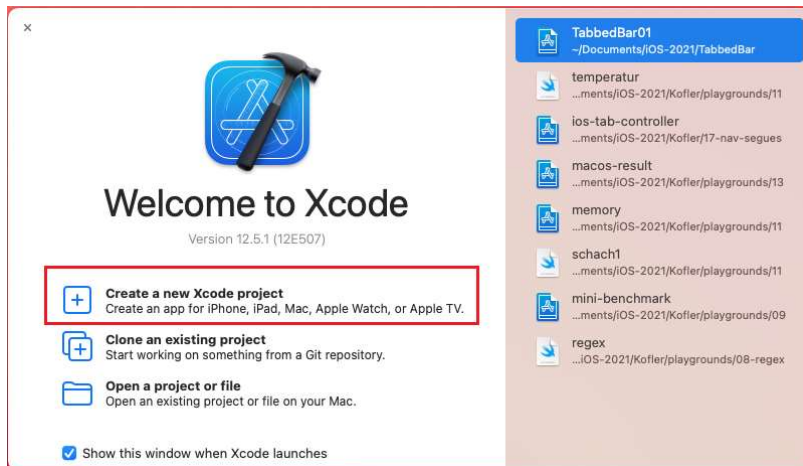 Welcome to Xcode
Version 12.5.1 (12E507)
Create a new Xcode project
Create an app for iPhone, iPad, Mac, Apple Watch, or Apple TV.
Clone an existing project
Start working on something from a Git repository.
Open a project or file
Open an existing project or file on your Mac.
Show this window when Xcode launches
TabbedBar01
~/Documents/iOS-2021/TabbedBar
temperatur
...ments/iOS-2021/Kofler/playgrounds/11
ios-tab-controller
...ments/iOS-2021/Kofler/17-nav-segues
macos-result
...ments/iOS-2021/Kofler/playgrounds/13
memory
...ments/iOS-2021/Kofler/playgrounds/11
schach1
...ments/iOS-2021/Kofler/playgrounds/11
mini-benchmark
...ments/iOS-2021/Kofler/playgrounds/09
regex
...iOS-2021/Kofler/playgrounds/08-regex